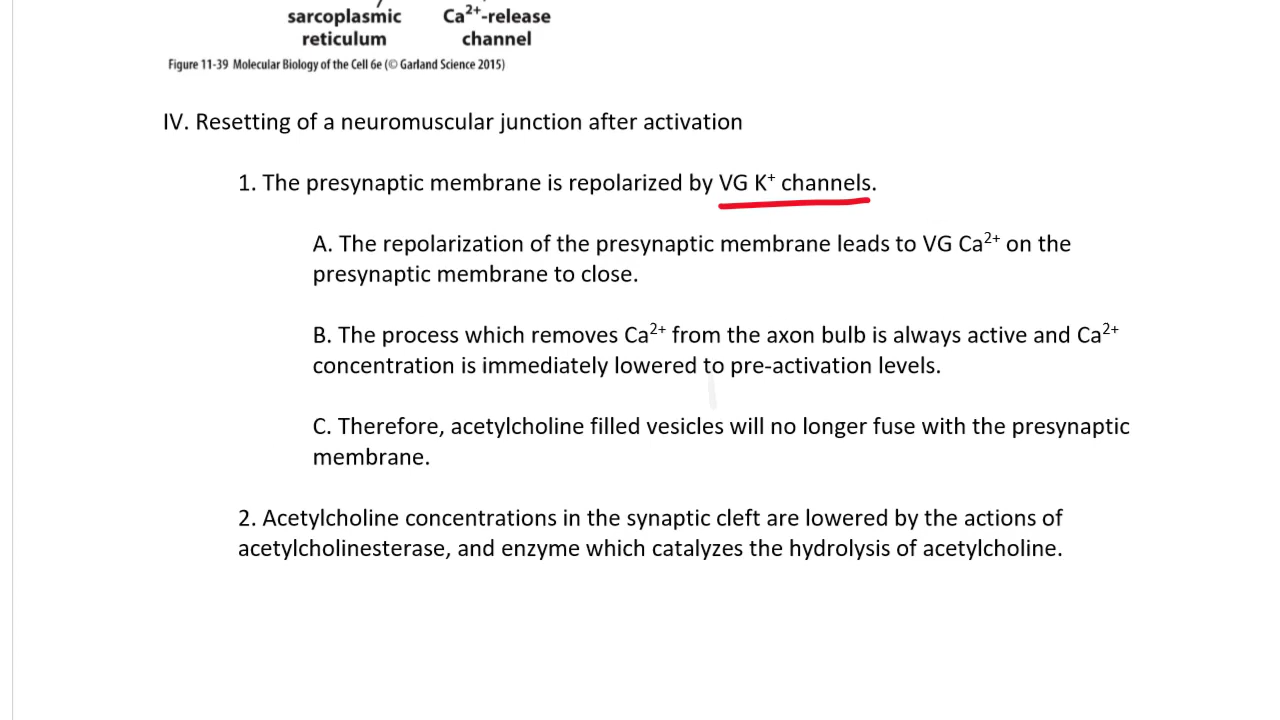 sarcoplasmic Ca²⁺-release
reticulum channel
Figure 11-39 Molecular Biology of the Cell 6e (© Garland Science 2015)
IV. Resetting of a neuromuscular junction after activation
1. The presynaptic membrane is repolarized by VG K⁺ channels.
A. The repolarization of the presynaptic membrane leads to VG Ca²⁺ on the
presynaptic membrane to close.
B. The process which removes Ca²⁺ from the axon bulb is always active and Ca²⁺
concentration is immediately lowered to pre-activation levels.
C. Therefore, acetylcholine filled vesicles will no longer fuse with the presynaptic
membrane.
2. Acetylcholine concentrations in the synaptic cleft are lowered by the actions of
acetylcholinesterase, and enzyme which catalyzes the hydrolysis of acetylcholine.